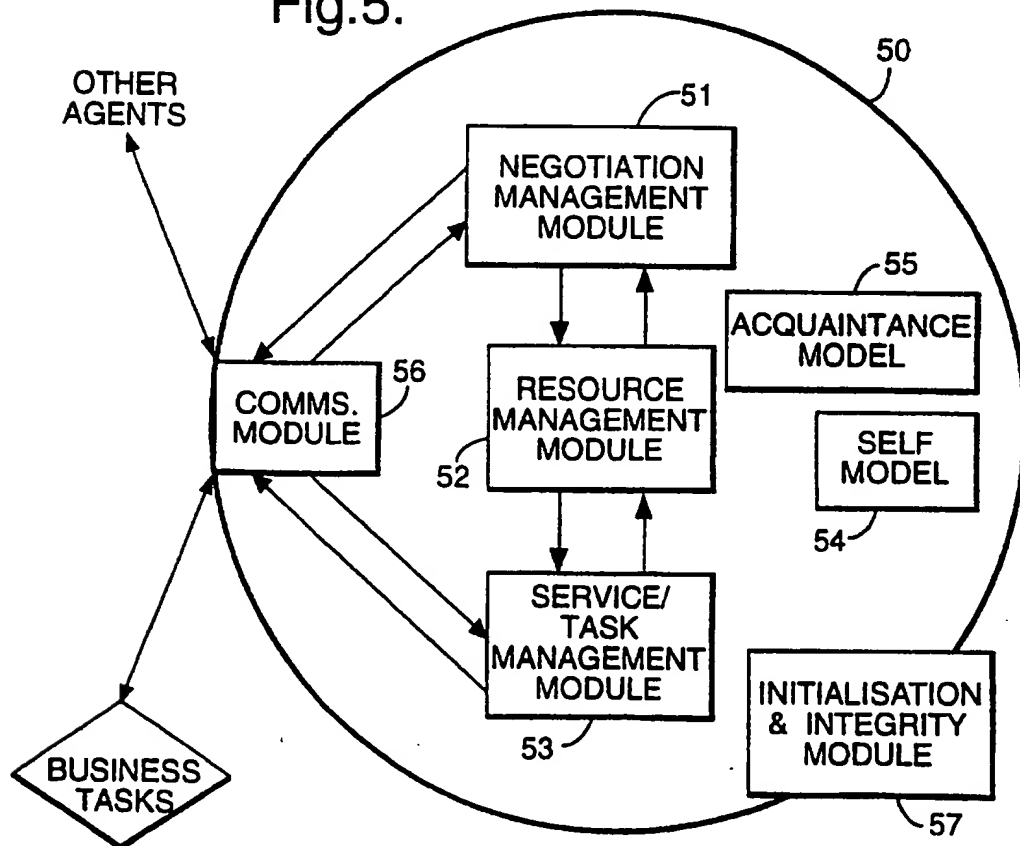 Fig.5.
OTHER
AGENTS
50
51
NEGOTIATION
MANAGEMENT
MODULE
55
ACQUAINTANCE
MODEL
56
COMMS.
MODULE
RESOURCE
MANAGEMENT
MODULE
52
SELF
MODEL
54
SERVICE/
TASK
MANAGEMENT
MODULE
53
INITIALISATION
& INTEGRITY
MODULE
57
BUSINESS
TASKS